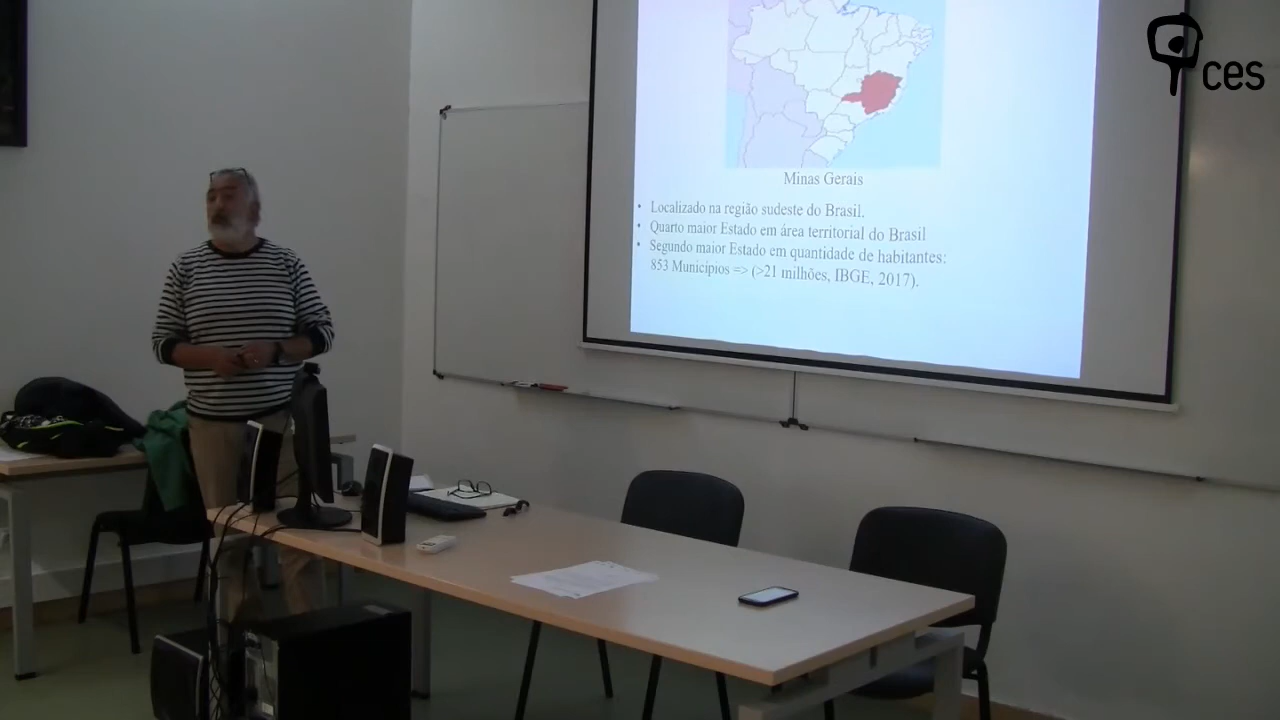 ces
Minas Gerais
• Localizado na região sudeste do Brasil.
• Quarto maior Estado em área territorial do Brasil
• Segundo maior Estado em quantidade de habitantes:
853 Municípios => (>21 milhões, IBGE, 2017).